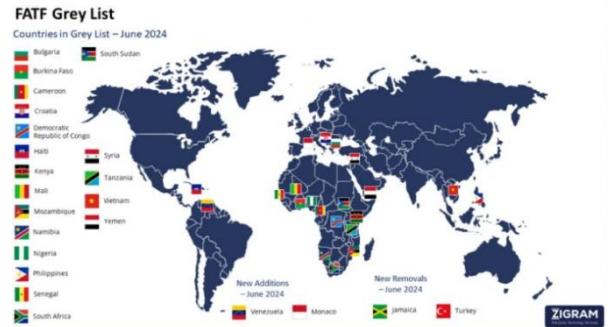 FATF Grey List
Countries in Grey List – June 2024
Bulgaria
South Sudan
Burkina Faso
Cameroon
Croatia
Democratic
Republic of Congo
Haiti
Syria
Kenya
Tanzania
Mali
Vietnam
Mozambique
Yemen
Namibia
Nigeria
Philippines
Senegal
South Africa
New Additions
– June 2024
Venezuela
Monaco
New Removals
– June 2024
Jamaica
Turkey
ZIGRAM